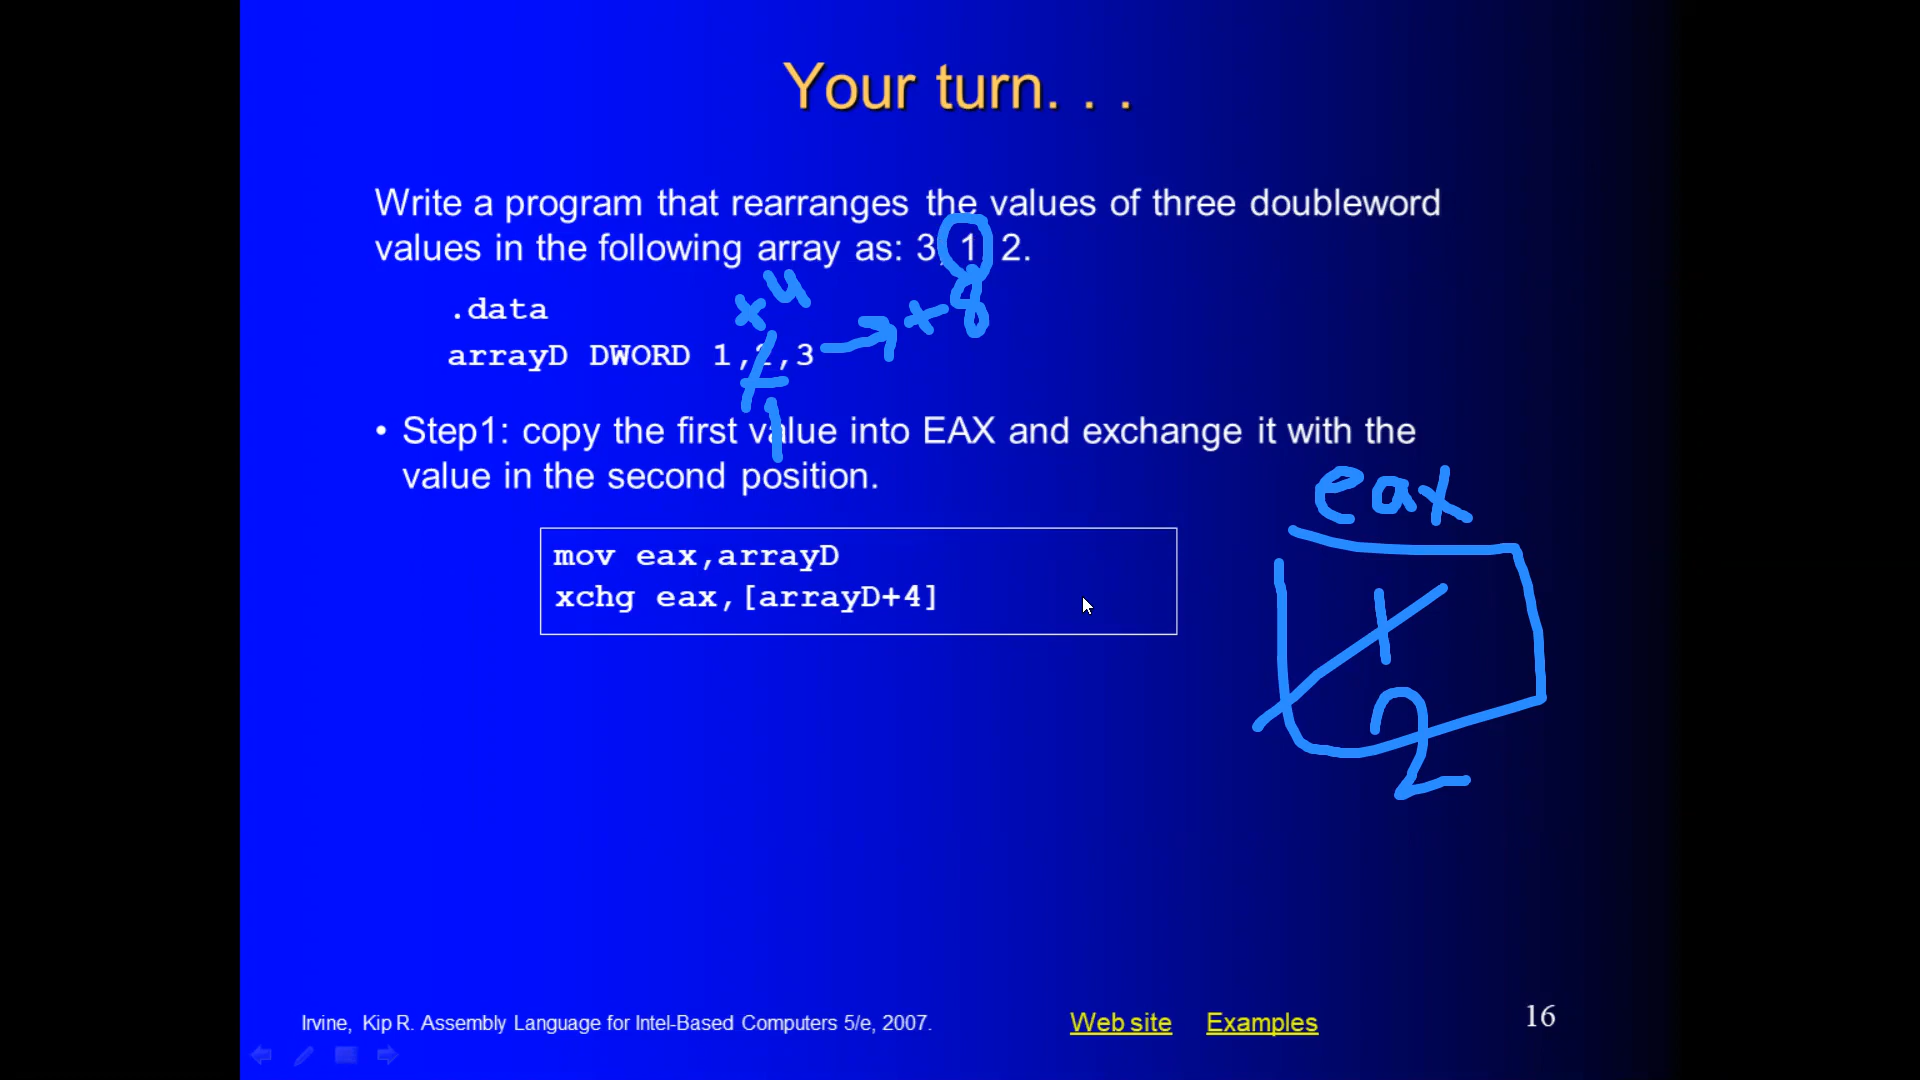 Your turn. . .
Write a program that rearranges the values of three doubleword
values in the following array as: 3, 1, 2.
x4
.data
+8
arrayD DWORD 1,2,3
1
• Step1: copy the first value into EAX and exchange it with the
value in the second position.
eax
mov eax,arrayD
xchg eax,[arrayD+4]
1
2
Irvine, Kip R. Assembly Language for Intel-Based Computers 5/e, 2007.
Web site Examples
16